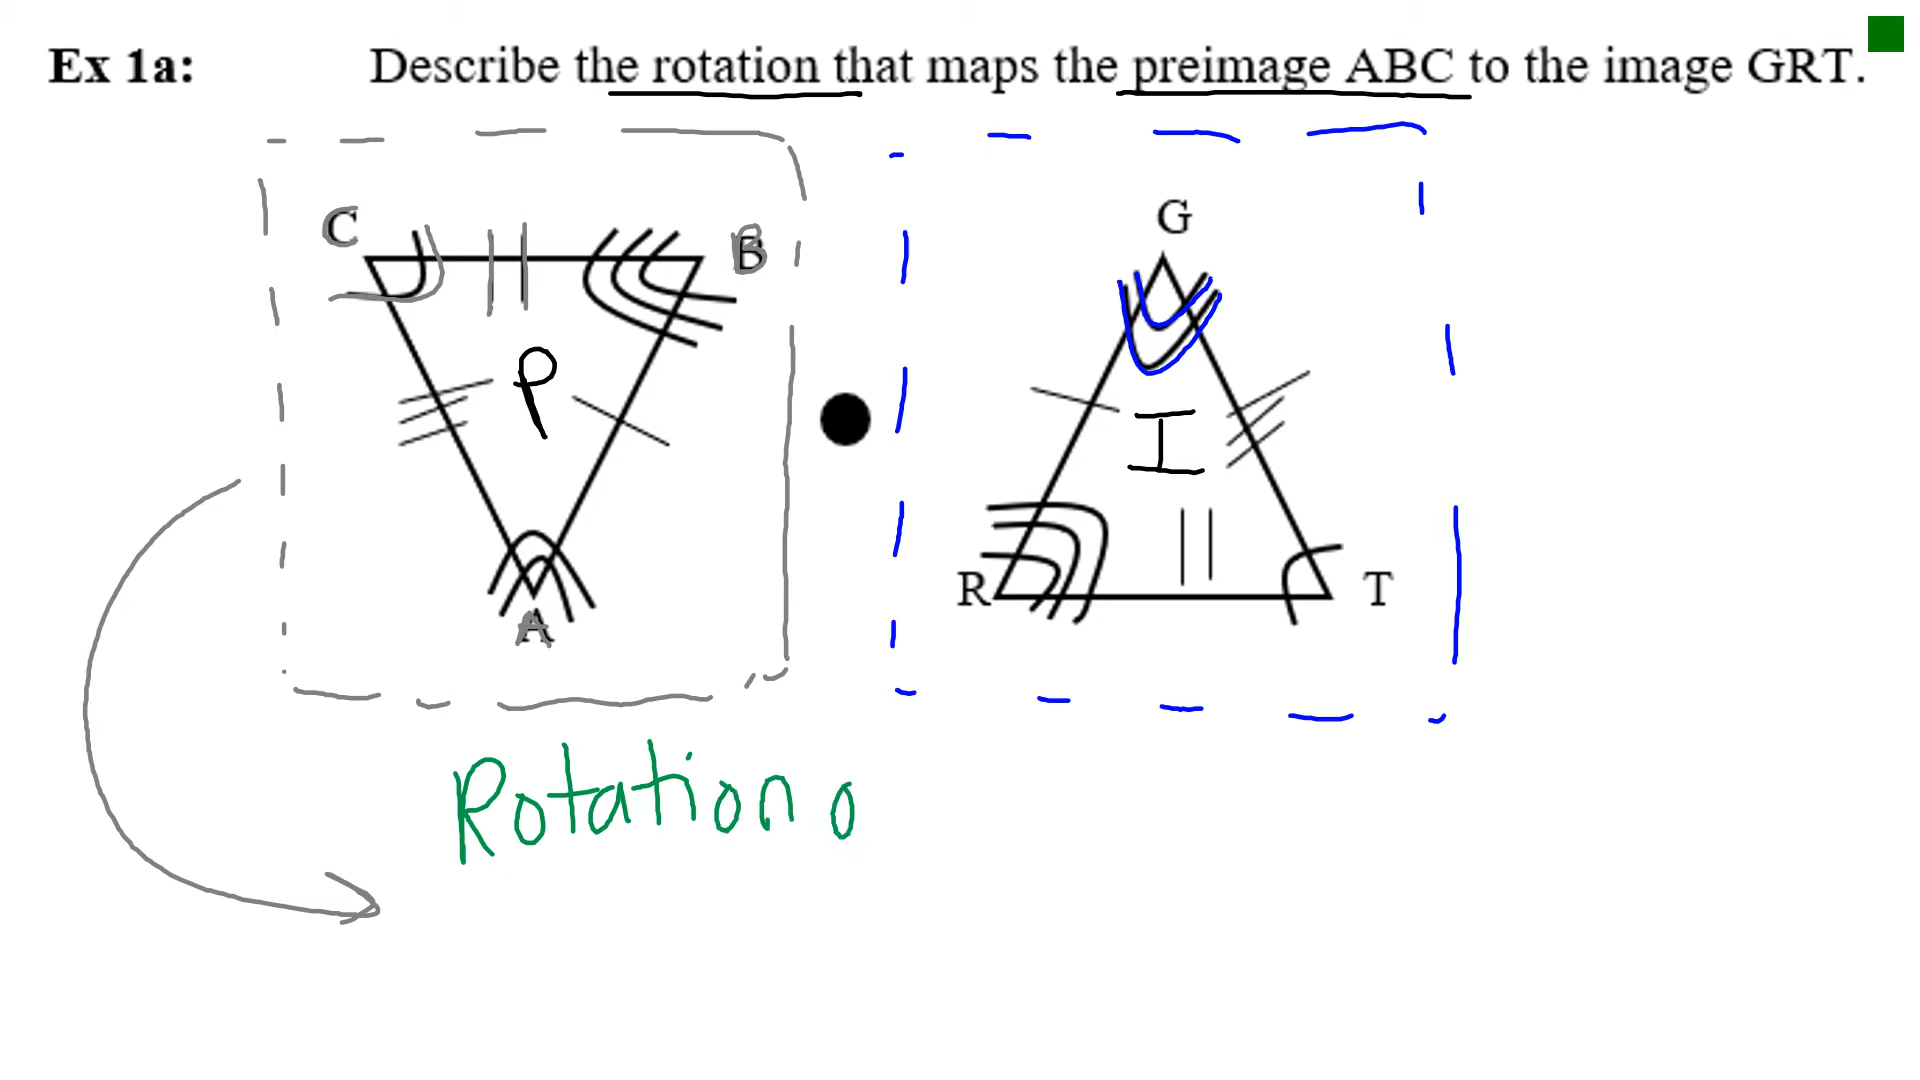 Ex 1a: Describe the rotation that maps the preimage ABC to the image GRT.
G
C B
P
I
R T
A
Rotation o